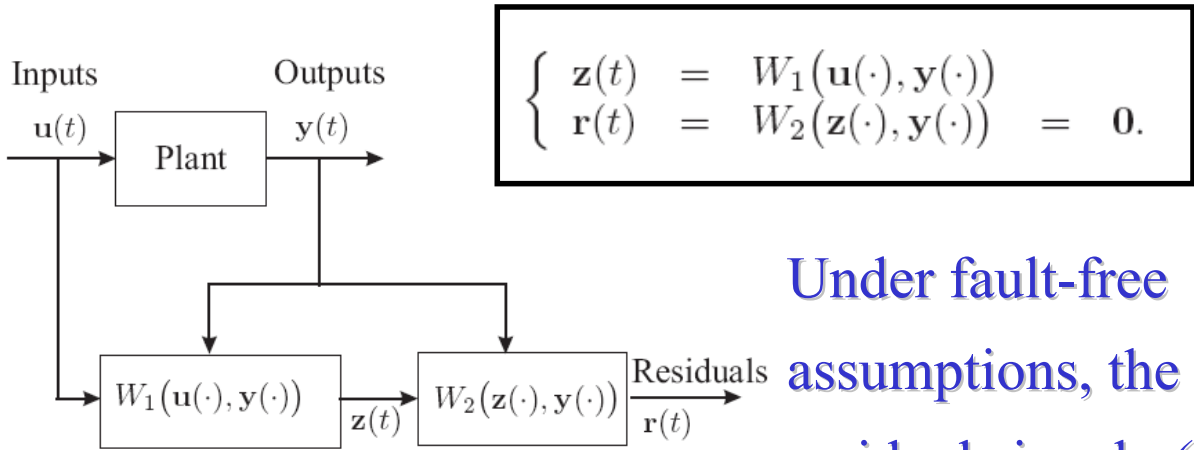 Inputs
Outputs
u(t)
y(t)
Plant
{ z(t) = W₁(u(·), y(·))
r(t) = W₂(z(·), y(·)) = 0.
Under fault-free
assumptions, the
W₁(u(·), y(·))
z(t)
W₂(z(·), y(·))
Residuals
r(t)